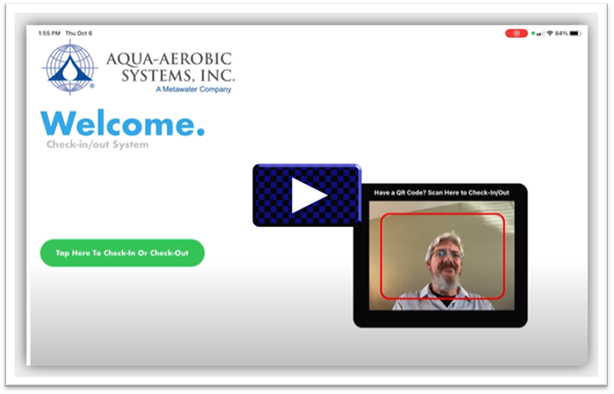 1:55 PM Thu Oct 6
84%
AQUA-AEROBIC
SYSTEMS, INC.
A Metawater Company
Welcome.
Check-in/out System
Have a QR Code? Scan Here to Check-In/Out
Tap Here To Check-In Or Check-Out